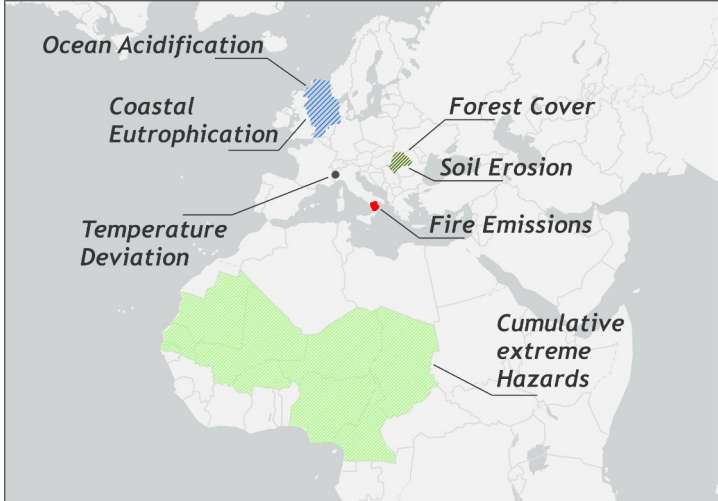 Ocean Acidification
Coastal
Eutrophication
Forest Cover
Soil Erosion
Temperature
Deviation
Fire Emissions
Cumulative
extreme
Hazards